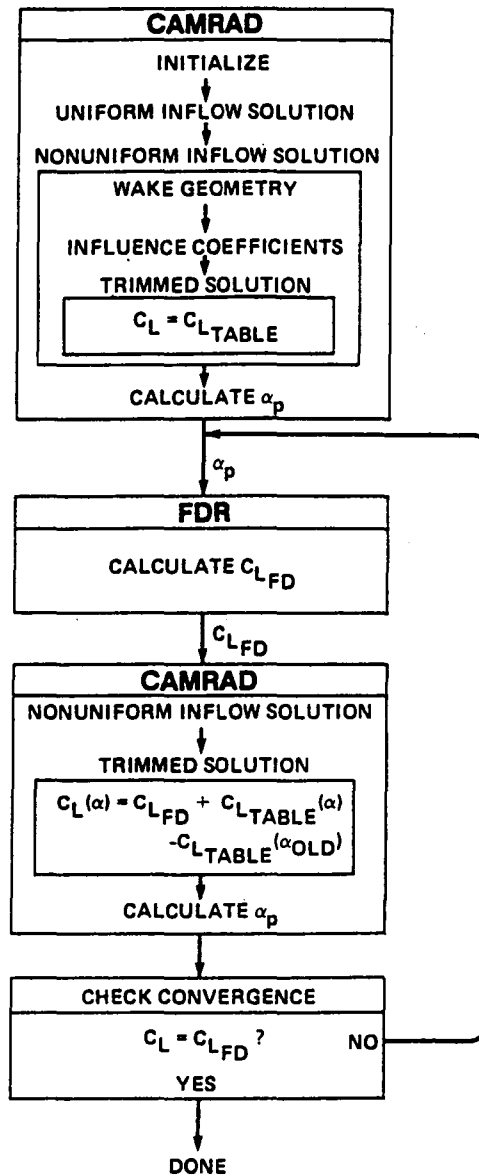 CAMRAD
INITIALIZE
UNIFORM INFLOW SOLUTION
NONUNIFORM INFLOW SOLUTION
WAKE GEOMETRY
INFLUENCE COEFFICIENTS
TRIMMED SOLUTION
C_L = C_L_TABLE
CALCULATE α_p
α_p
FDR
CALCULATE C_L_FD
C_L_FD
CAMRAD
NONUNIFORM INFLOW SOLUTION
TRIMMED SOLUTION
C_L(α) = C_L_FD + C_L_TABLE(α)
-C_L_TABLE(α_OLD)
CALCULATE α_p
CHECK CONVERGENCE
C_L = C_L_FD ? NO
YES
DONE